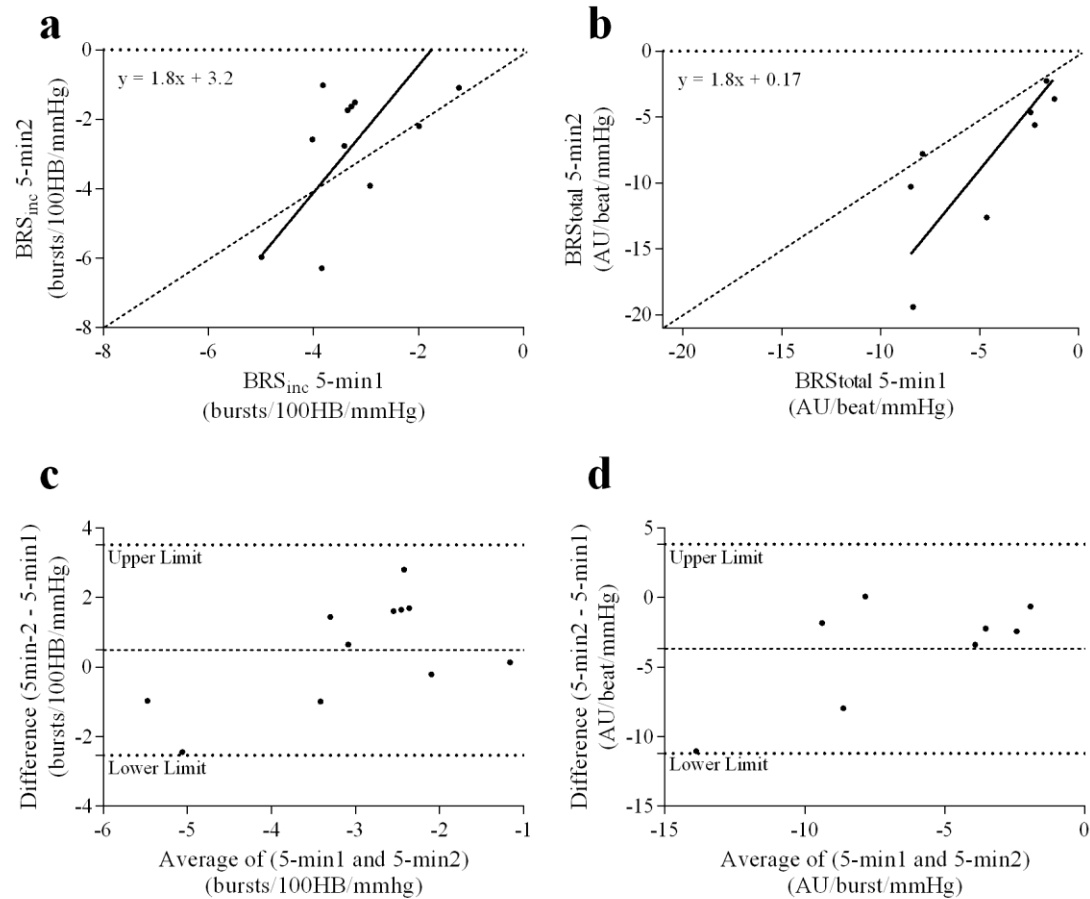 a
y = 1.8x + 3.2
0
-2
-4
-6
-8
-8 -6 -4 -2 0
BRSinc 5-min2
(bursts/100HB/mmHg)
BRSinc 5-min1
(bursts/100HB/mmHg)
b
y = 1.8x + 0.17
0
-5
-10
-15
-20
-20 -15 -10 -5 0
BRStotal 5-min2
(AU/beat/mmHg)
BRStotal 5-min1
(AU/beat/mmHg)
c
4
2
0
-2
-4
Upper Limit
Lower Limit
-6 -5 -4 -3 -2 -1
Difference (5min-2 - 5-min1)
(bursts/100HB/mmHg)
Average of (5-min1 and 5-min2)
(bursts/100HB/mmhg)
d
5
0
-5
-10
-15
Upper Limit
Lower Limit
-15 -10 -5 0
Difference (5-min2 - 5-min1)
(AU/beat/mmHg)
Average of (5-min1 and 5-min2)
(AU/burst/mmHg)